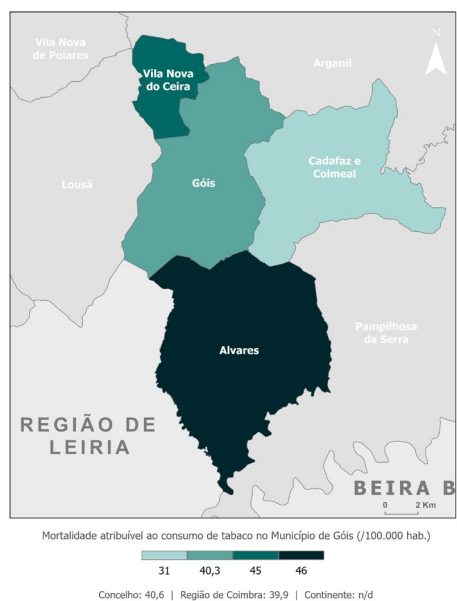 Vila Nova
de Poiares
N
Vila Nova
do Ceira
Arganil
Cadafaz e
Colmeal
Lousã
Góis
Pampilhosa
da Serra
Alvares
REGIÃO DE
LEIRIA
BEIRA B
0 2 Km
Mortalidade atribuível ao consumo de tabaco no Município de Góis (/100.000 hab.)
31 40,3 45 46
Concelho: 40,6 | Região de Coimbra: 39,9 | Continente: n/d